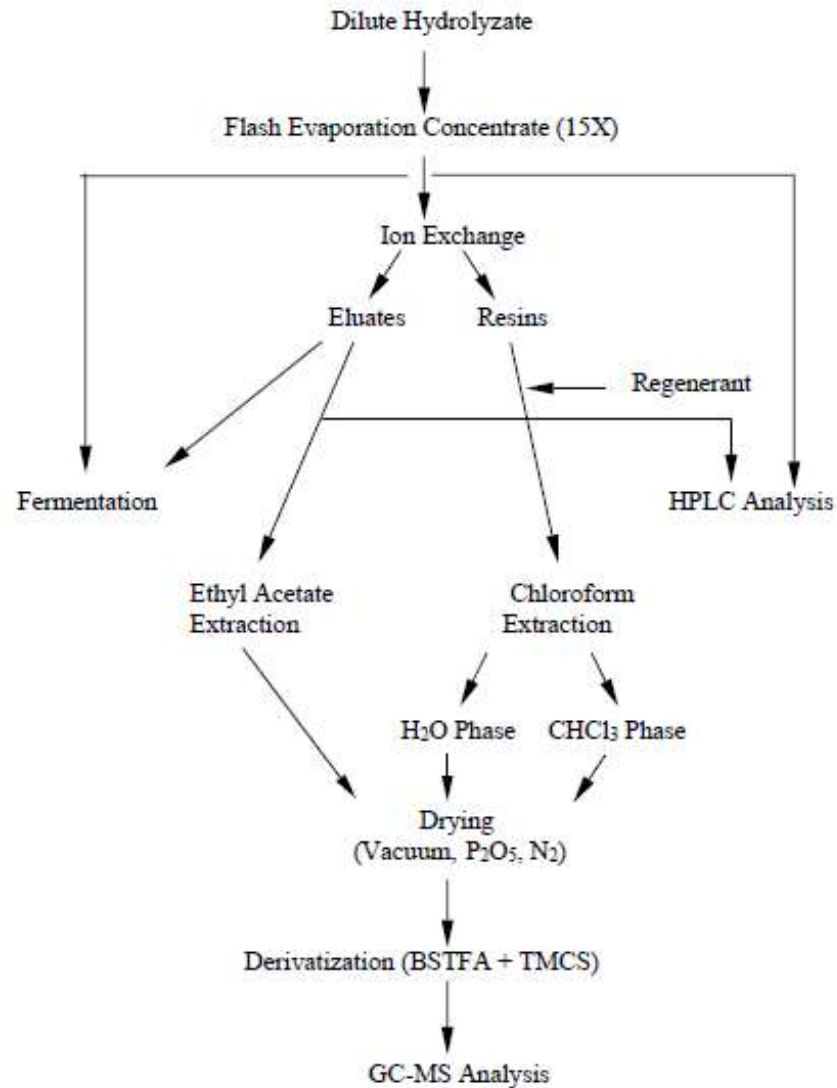 Dilute Hydrolyzate
Flash Evaporation Concentrate (15X)
Ion Exchange
Eluates
Resins
Regenerant
Fermentation
HPLC Analysis
Ethyl Acetate
Extraction
Chloroform
Extraction
H₂O Phase
CHCl₃ Phase
Drying
(Vacuum, P₂O₅, N₂)
Derivatization (BSTFA + TMCS)
GC-MS Analysis